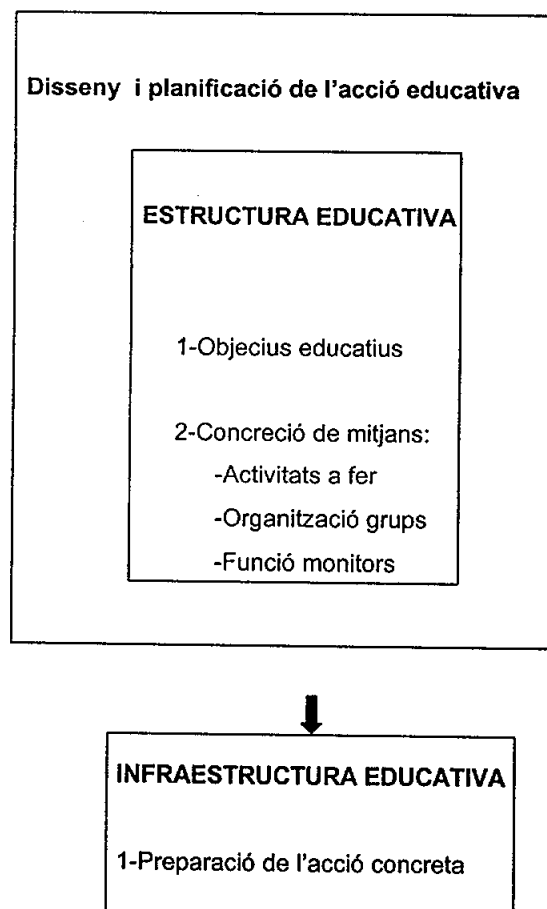 Disseny i planificació de l'acció educativa
ESTRUCTURA EDUCATIVA
1-Objecius educatius
2-Concreció de mitjans:
-Activitats a fer
-Organització grups
-Funció monitors
INFRAESTRUCTURA EDUCATIVA
1-Preparació de l'acció concreta